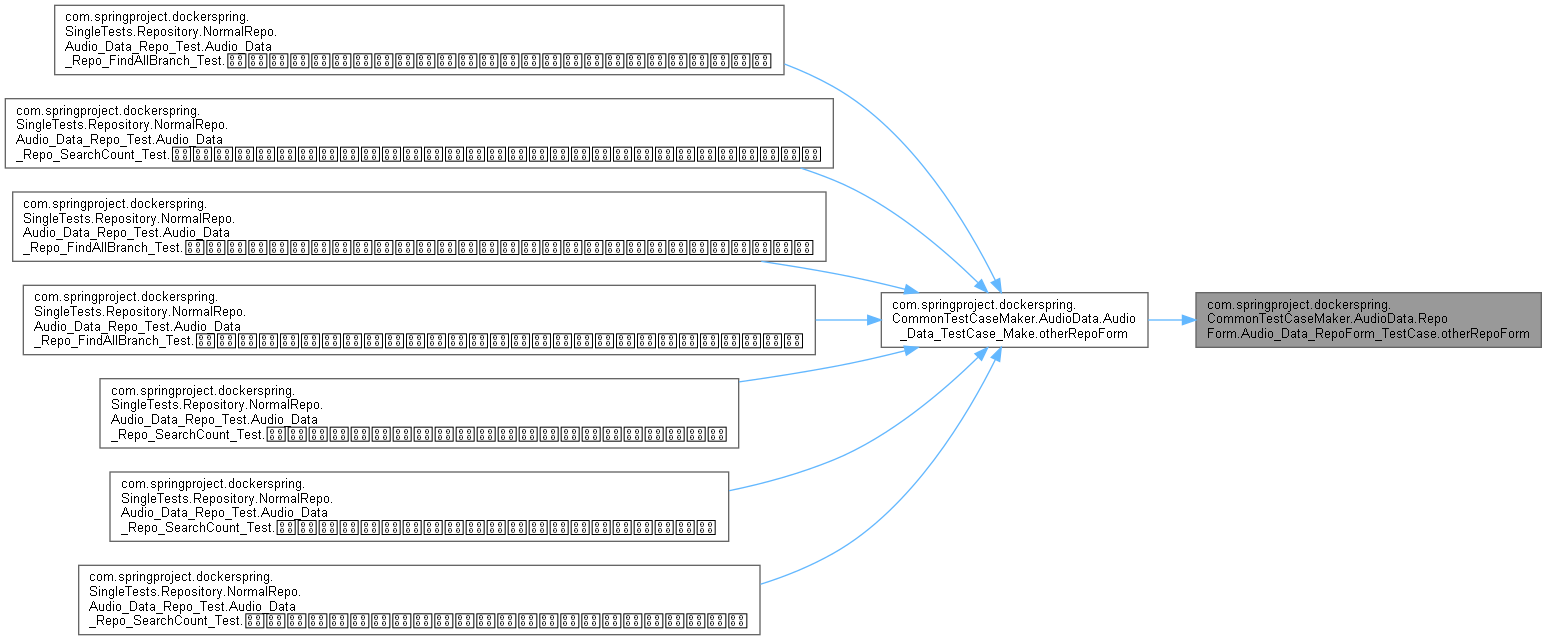 com.springproject.dockerspring.
SingleTests.Repository.NormalRepo.
Audio_Data_Repo_Test.Audio_Data
_Repo_FindAllBranch_Test.
com.springproject.dockerspring.
SingleTests.Repository.NormalRepo.
Audio_Data_Repo_Test.Audio_Data
_Repo_SearchCount_Test.
com.springproject.dockerspring.
SingleTests.Repository.NormalRepo.
Audio_Data_Repo_Test.Audio_Data
_Repo_FindAllBranch_Test.
com.springproject.dockerspring.
SingleTests.Repository.NormalRepo.
Audio_Data_Repo_Test.Audio_Data
_Repo_FindAllBranch_Test.
com.springproject.dockerspring.
SingleTests.Repository.NormalRepo.
Audio_Data_Repo_Test.Audio_Data
_Repo_SearchCount_Test.
com.springproject.dockerspring.
SingleTests.Repository.NormalRepo.
Audio_Data_Repo_Test.Audio_Data
_Repo_SearchCount_Test.
com.springproject.dockerspring.
SingleTests.Repository.NormalRepo.
Audio_Data_Repo_Test.Audio_Data
_Repo_SearchCount_Test.
com.springproject.dockerspring.
CommonTestCaseMaker.AudioData.Audio
_Data_TestCase_Make.otherRepoForm
com.springproject.dockerspring.
CommonTestCaseMaker.AudioData.Repo
Form.Audio_Data_RepoForm_TestCase.otherRepoForm